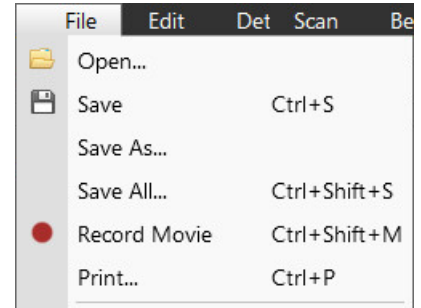 File Edit Det Scan Be
Open...
Save Ctrl+S
Save As...
Save All... Ctrl+Shift+S
Record Movie Ctrl+Shift+M
Print... Ctrl+P